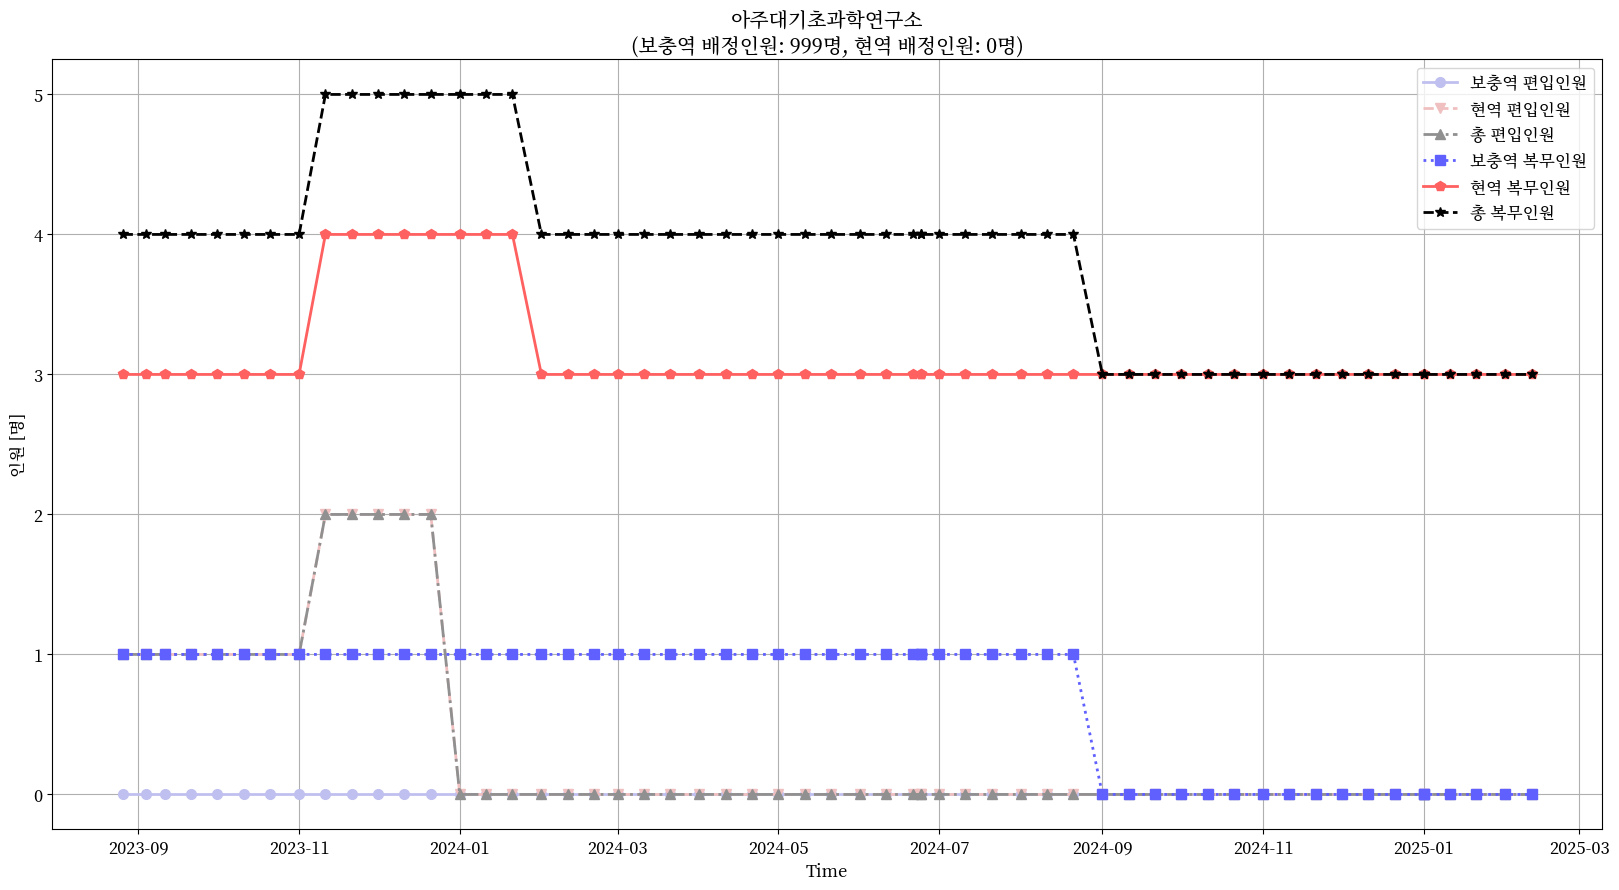 아주대기초과학연구소
(보충역 배정인원: 999명, 현역 배정인원: 0명)
보충역 편입인원
현역 편입인원
총 편입인원
보충역 복무인원
현역 복무인원
총 복무인원
인원 [명]
5
4
3
2
1
0
2023-09
2023-11
2024-01
2024-03
2024-05
2024-07
2024-09
2024-11
2025-01
2025-03
Time